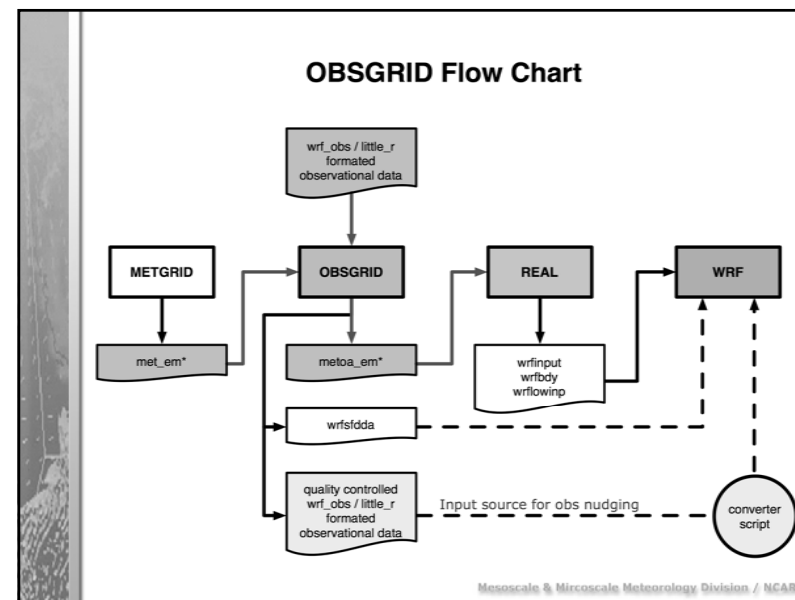 OBSGRID Flow Chart
wrf_obs / little_r
formated
observational data
METGRID
OBSGRID
REAL
WRF
met_em*
metoa_em*
wrfinput
wrfbdy
wrflowinp
wrfsfdda
quality controlled
wrf_obs / little_r
formated
observational data
Input source for obs nudging
converter
script
Mesoscale & Mircoscale Meteorology Division / NCAR